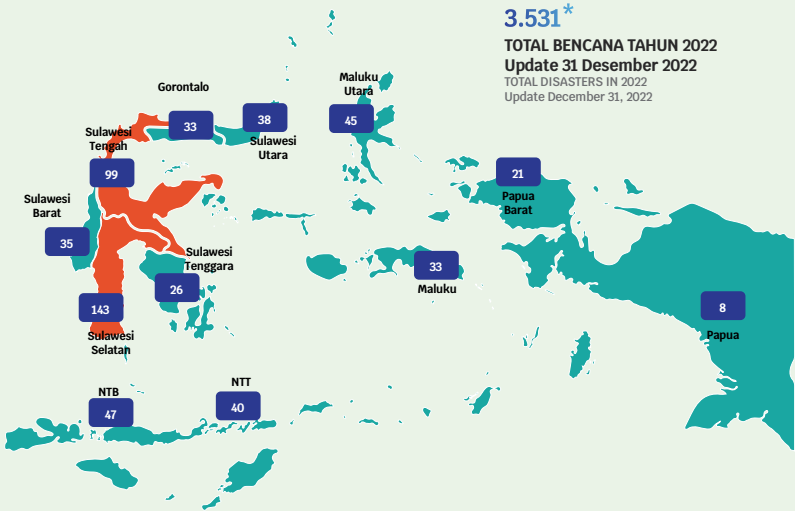 3.531*
TOTAL BENCANA TAHUN 2022
Update 31 Desember 2022
TOTAL DISASTERS IN 2022
Update December 31, 2022
Gorontalo
33
38
Sulawesi
Utara
Maluku
Utara
45
Sulawesi
Tengah
99
21
Papua
Barat
Sulawesi
Barat
35
Sulawesi
Tenggara
26
33
Maluku
143
Sulawesi
Selatan
8
Papua
NTB
47
NTT
40